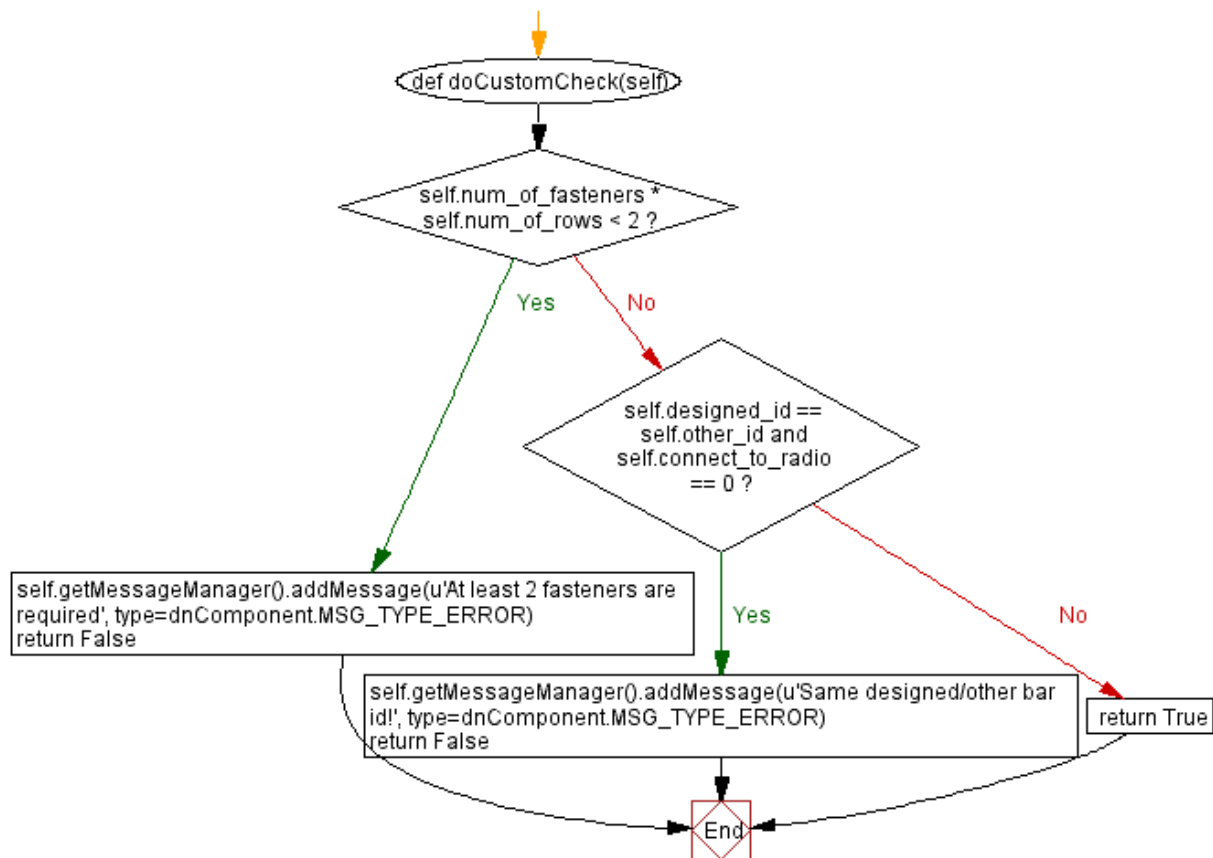 def doCustomCheck(self)
self.num_of_fasteners *
self.num_of_rows < 2 ?
Yes
No
self.designed_id ==
self.other_id and
self.connect_to_radio
== 0 ?
self.getMessageManager().addMessage(u'At least 2 fasteners are
required', type=dnComponent.MSG_TYPE_ERROR)
return False
Yes
No
self.getMessageManager().addMessage(u'Same designed/other bar
id!', type=dnComponent.MSG_TYPE_ERROR)
return False
return True
End